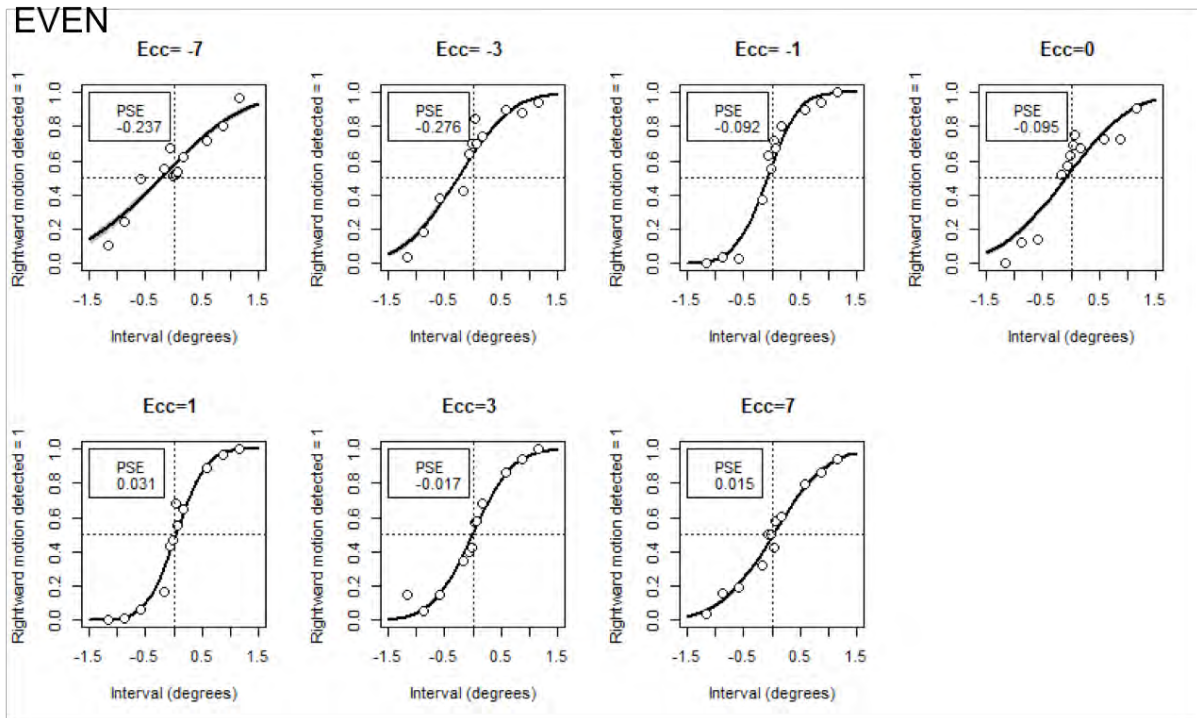 EVEN
Ecc= -7
Rightward motion detected = 1
1.0
0.8
0.6
0.4
0.2
0.0
PSE
-0.237
-1.5
-0.5
0.5
1.5
Interval (degrees)
Ecc= -3
Rightward motion detected = 1
1.0
0.8
0.6
0.4
0.2
0.0
PSE
-0.276
-1.5
-0.5
0.5
1.5
Interval (degrees)
Ecc= -1
Rightward motion detected = 1
1.0
0.8
0.6
0.4
0.2
0.0
PSE
-0.092
-1.5
-0.5
0.5
1.5
Interval (degrees)
Ecc=0
Rightward motion detected = 1
1.0
0.8
0.6
0.4
0.2
0.0
PSE
-0.095
-1.5
-0.5
0.5
1.5
Interval (degrees)
Ecc=1
Rightward motion detected = 1
1.0
0.8
0.6
0.4
0.2
0.0
PSE
0.031
-1.5
-0.5
0.5
1.5
Interval (degrees)
Ecc=3
Rightward motion detected = 1
1.0
0.8
0.6
0.4
0.2
0.0
PSE
-0.017
-1.5
-0.5
0.5
1.5
Interval (degrees)
Ecc=7
Rightward motion detected = 1
1.0
0.8
0.6
0.4
0.2
0.0
PSE
0.015
-1.5
-0.5
0.5
1.5
Interval (degrees)